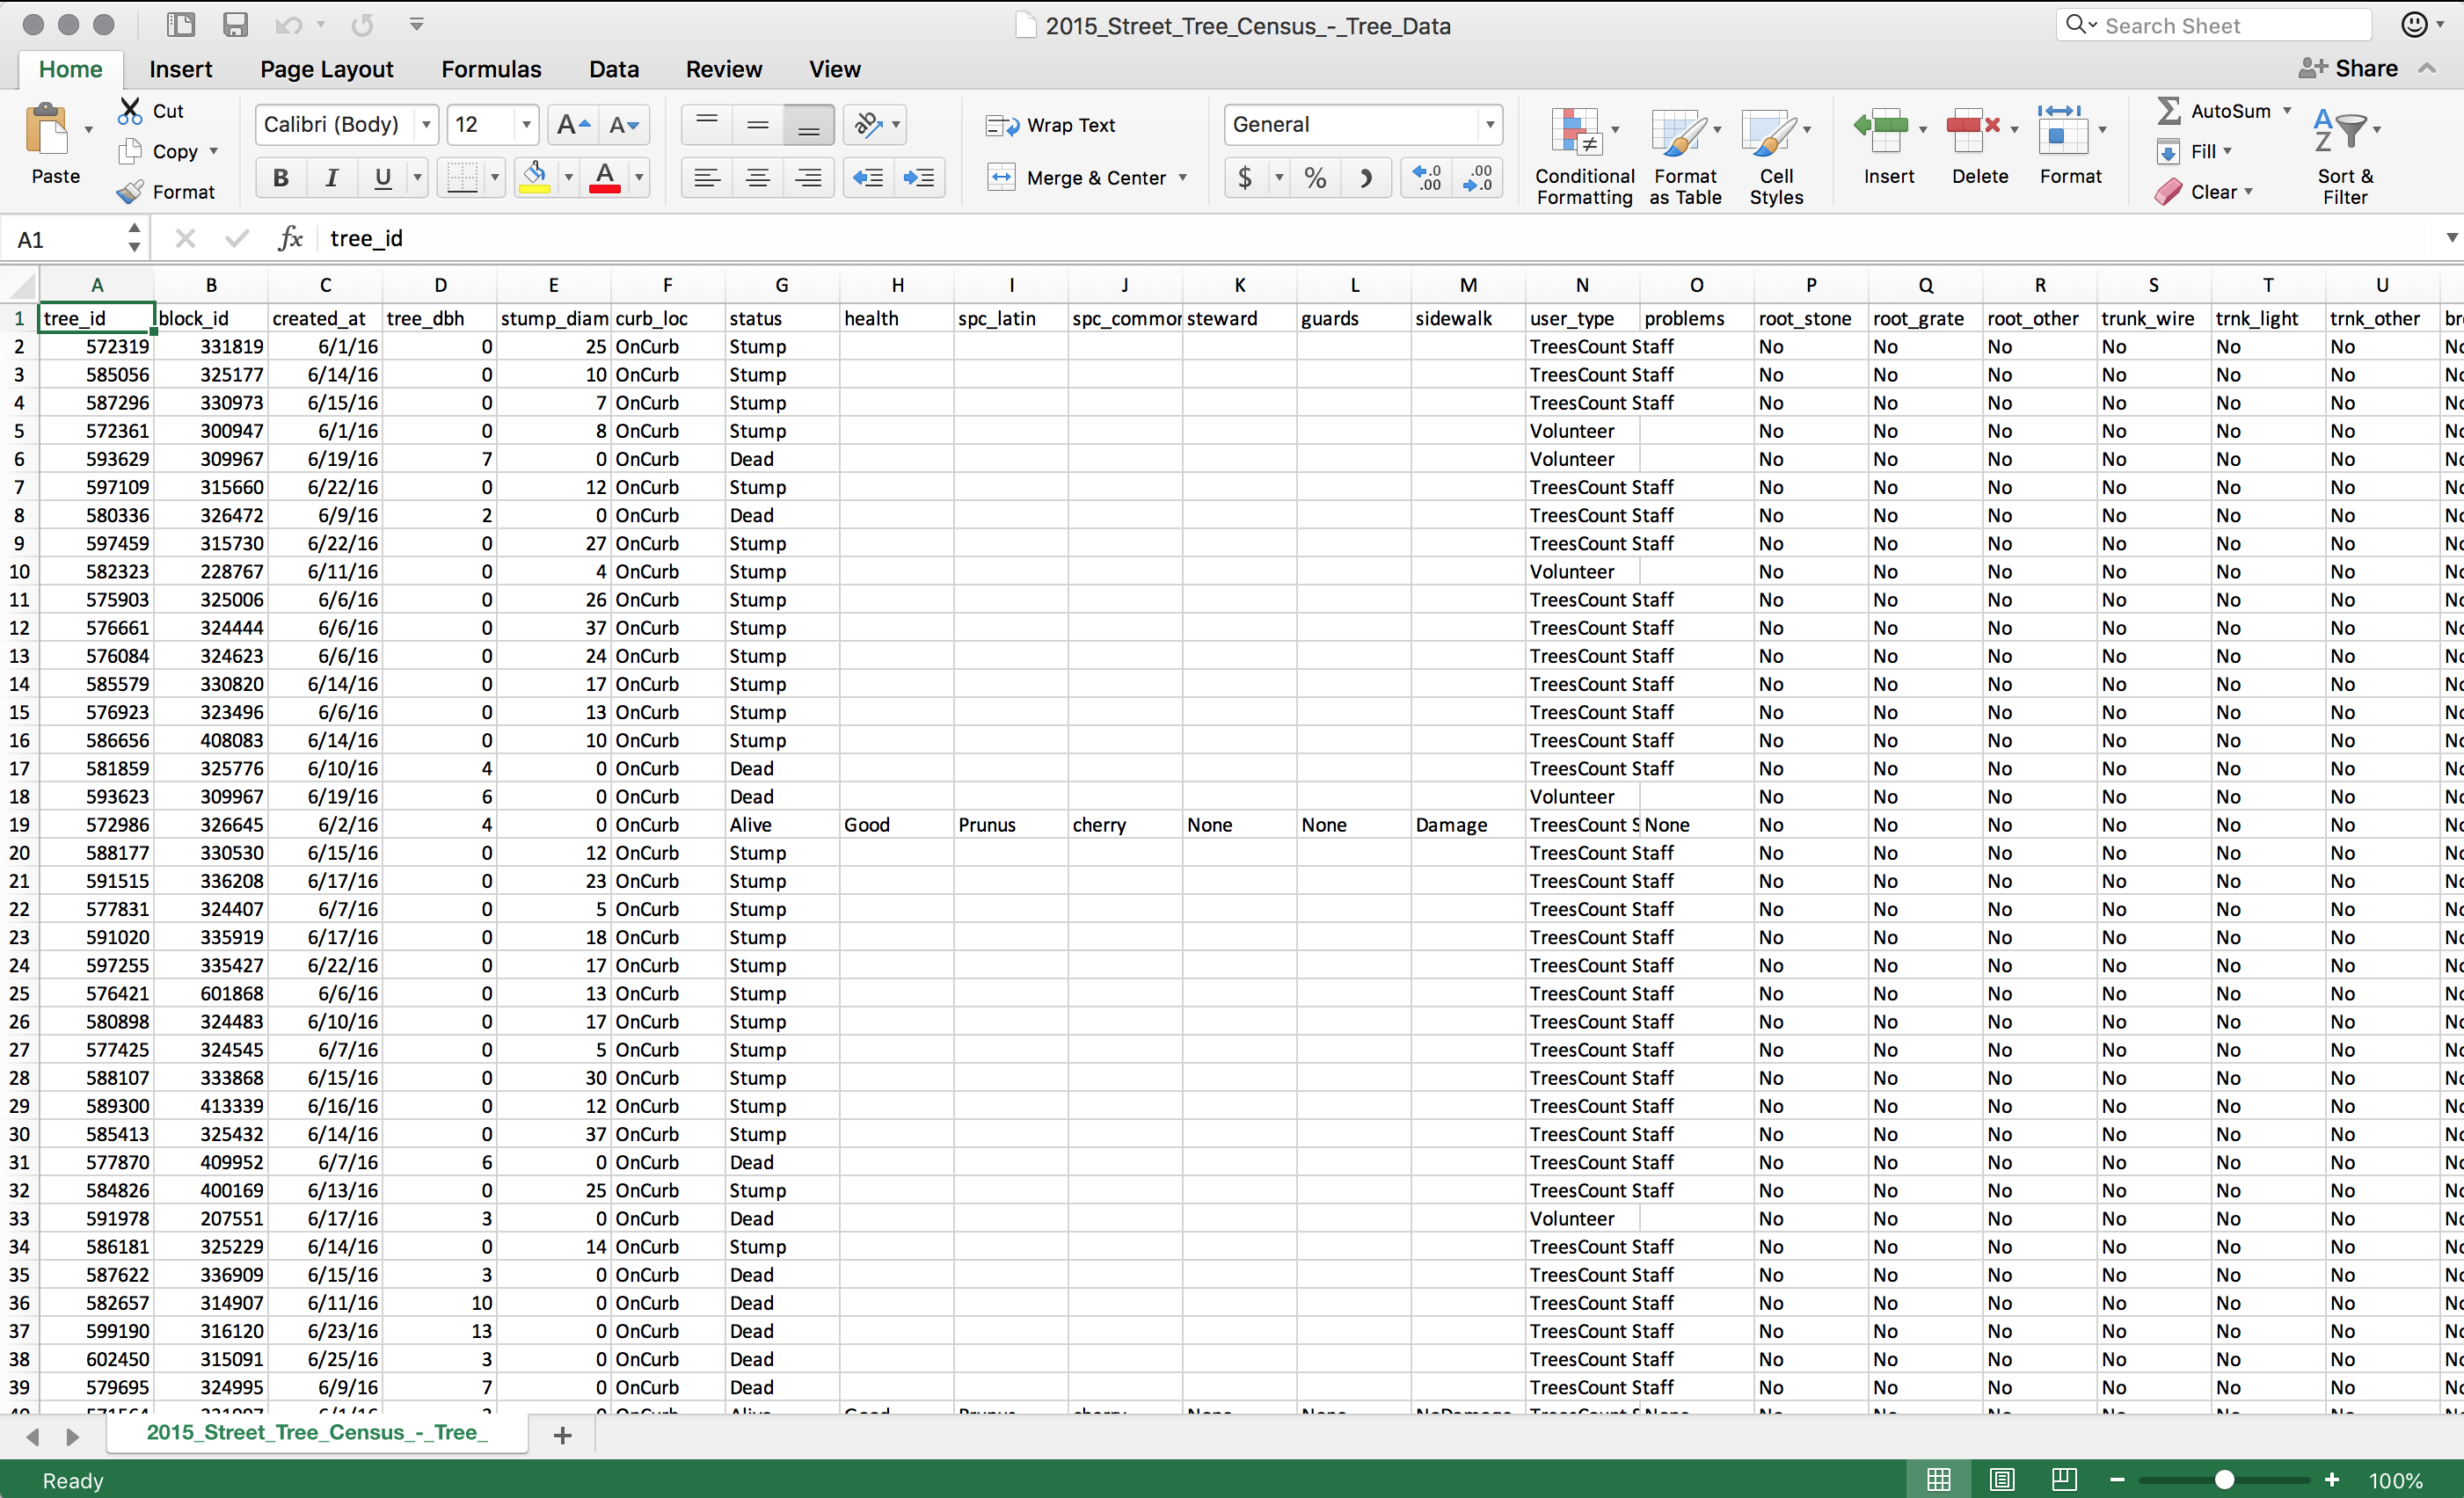 2015_Street_Tree_Census_-_Tree_Data
Search Sheet
Home Insert Page Layout Formulas Data Review View Share
Paste Cut Copy Format
Calibri (Body) 12
Wrap Text
Merge & Center
General
Conditional Formatting
Format as Table
Cell Styles
Insert Delete Format
AutoSum Fill Clear
Sort & Filter
A1 fx tree_id
A B C D E F G H I J K L M N O P Q R S T U
1 tree_id block_id created_at tree_dbh stump_diam curb_loc status health spc_latin spc_common steward guards sidewalk user_type problems root_stone root_grate root_other trunk_wire trnk_light trnk_other
2 572319 331819 6/1/16 0 25 OnCurb Stump TreesCount Staff No No No No No No
3 585056 325177 6/14/16 0 10 OnCurb Stump TreesCount Staff No No No No No No
4 587296 330973 6/15/16 0 7 OnCurb Stump TreesCount Staff No No No No No No
5 572361 300947 6/1/16 0 8 OnCurb Stump Volunteer No No No No No No
6 593629 309967 6/19/16 7 0 OnCurb Dead Volunteer No No No No No No
7 597109 315660 6/22/16 0 12 OnCurb Stump TreesCount Staff No No No No No No
8 580336 326472 6/9/16 2 0 OnCurb Dead TreesCount Staff No No No No No No
9 597459 315730 6/22/16 0 27 OnCurb Stump TreesCount Staff No No No No No No
10 582323 228767 6/11/16 0 4 OnCurb Stump Volunteer No No No No No No
11 575903 325006 6/6/16 0 26 OnCurb Stump TreesCount Staff No No No No No No
12 576661 324444 6/6/16 0 37 OnCurb Stump TreesCount Staff No No No No No No
13 576084 324623 6/6/16 0 24 OnCurb Stump TreesCount Staff No No No No No No
14 585579 330820 6/14/16 0 17 OnCurb Stump TreesCount Staff No No No No No No
15 576923 323496 6/6/16 0 13 OnCurb Stump TreesCount Staff No No No No No No
16 586656 408083 6/14/16 0 10 OnCurb Stump TreesCount Staff No No No No No No
17 581859 325776 6/10/16 4 0 OnCurb Dead TreesCount Staff No No No No No No
18 593623 309967 6/19/16 6 0 OnCurb Dead Volunteer No No No No No No
19 572986 326645 6/2/16 4 0 OnCurb Alive Good Prunus cherry None None Damage TreesCount S None No No No No No No
20 588177 330530 6/15/16 0 12 OnCurb Stump TreesCount Staff No No No No No No
21 591515 336208 6/17/16 0 23 OnCurb Stump TreesCount Staff No No No No No No
22 577831 324407 6/7/16 0 5 OnCurb Stump TreesCount Staff No No No No No No
23 591020 335919 6/17/16 0 18 OnCurb Stump TreesCount Staff No No No No No No
24 597255 335427 6/22/16 0 17 OnCurb Stump TreesCount Staff No No No No No No
25 576421 601868 6/6/16 0 13 OnCurb Stump TreesCount Staff No No No No No No
26 580898 324483 6/10/16 0 17 OnCurb Stump TreesCount Staff No No No No No No
27 577425 324545 6/7/16 0 5 OnCurb Stump TreesCount Staff No No No No No No
28 588107 333868 6/15/16 0 30 OnCurb Stump TreesCount Staff No No No No No No
29 589300 413339 6/16/16 0 12 OnCurb Stump TreesCount Staff No No No No No No
30 585413 325432 6/14/16 0 37 OnCurb Stump TreesCount Staff No No No No No No
31 577870 409952 6/7/16 6 0 OnCurb Dead TreesCount Staff No No No No No No
32 584826 400169 6/13/16 0 25 OnCurb Stump TreesCount Staff No No No No No No
33 591978 207551 6/17/16 3 0 OnCurb Dead Volunteer No No No No No No
34 586181 325229 6/14/16 0 14 OnCurb Stump TreesCount Staff No No No No No No
35 587622 336909 6/15/16 3 0 OnCurb Dead TreesCount Staff No No No No No No
36 582657 314907 6/11/16 10 0 OnCurb Dead TreesCount Staff No No No No No No
37 599190 316120 6/23/16 13 0 OnCurb Dead TreesCount Staff No No No No No No
38 602450 315091 6/25/16 3 0 OnCurb Dead TreesCount Staff No No No No No No
39 579695 324995 6/9/16 7 0 OnCurb Dead TreesCount Staff No No No No No No
2015_Street_Tree_Census_-_Tree_
Ready 100%